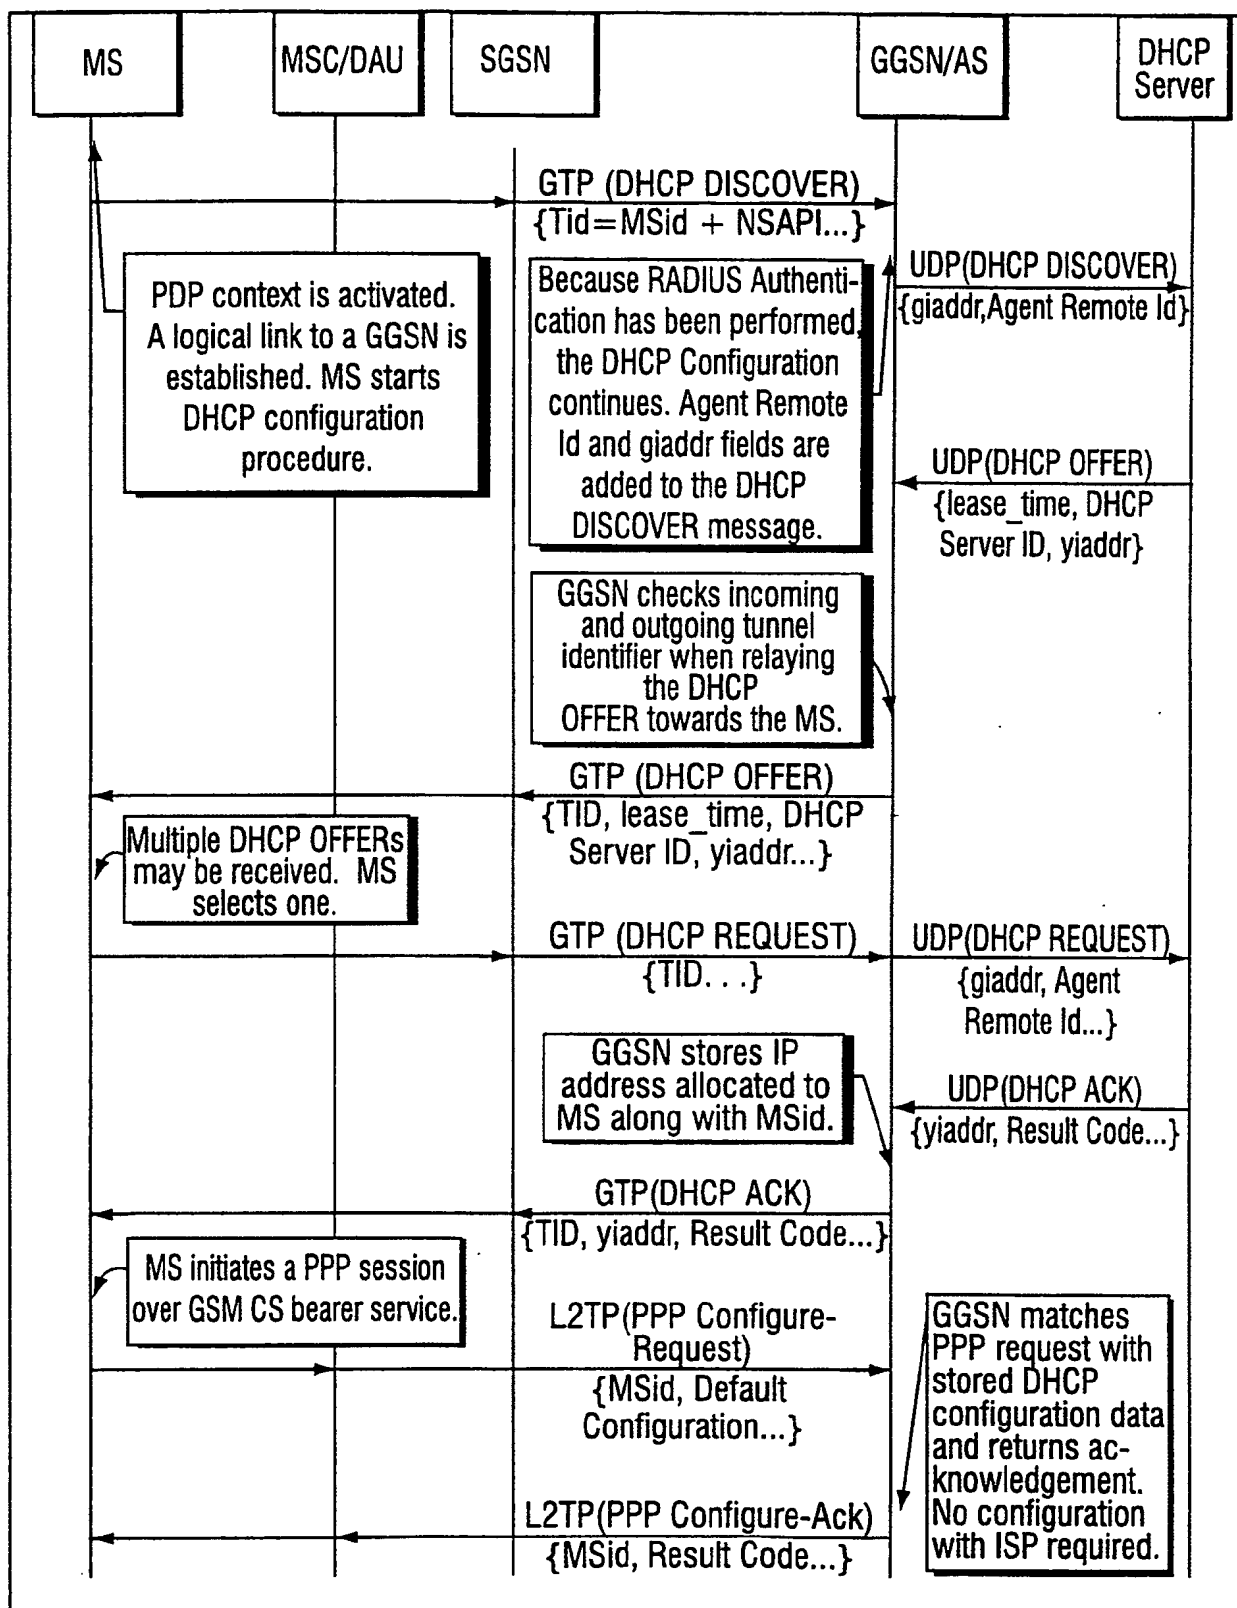 MS
MSC/DAU
SGSN
GGSN/AS
DHCP
Server
GTP (DHCP DISCOVER)
{Tid=MSid + NSAPI...}
PDP context is activated.
A logical link to a GGSN is
established. MS starts
DHCP configuration
procedure.
Because RADIUS Authenti-
cation has been performed,
the DHCP Configuration
continues. Agent Remote
Id and giaddr fields are
added to the DHCP
DISCOVER message.
UDP(DHCP DISCOVER)
{giaddr,Agent Remote Id}
UDP(DHCP OFFER)
{lease_time, DHCP
Server ID, yiaddr}
GGSN checks incoming
and outgoing tunnel
identifier when relaying
the DHCP
OFFER towards the MS.
GTP (DHCP OFFER)
{TID, lease_time, DHCP
Server ID, yiaddr...}
Multiple DHCP OFFERs
may be received. MS
selects one.
GTP (DHCP REQUEST)
{TID. . .}
UDP(DHCP REQUEST)
{giaddr, Agent
Remote Id...}
GGSN stores IP
address allocated to
MS along with MSid.
UDP(DHCP ACK)
{yiaddr, Result Code...}
GTP(DHCP ACK)
{TID, yiaddr, Result Code...}
MS initiates a PPP session
over GSM CS bearer service.
L2TP(PPP Configure-
Request)
{MSid, Default
Configuration...}
GGSN matches
PPP request with
stored DHCP
configuration data
and returns ac-
knowledgement.
No configuration
with ISP required.
L2TP(PPP Configure-Ack)
{MSid, Result Code...}